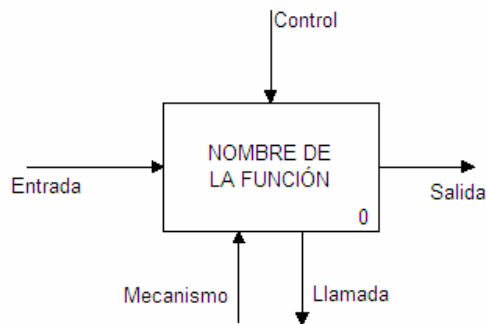 Control
NOMBRE DE
LA FUNCIÓN
Entrada
Salida
0
Mecanismo
Llamada